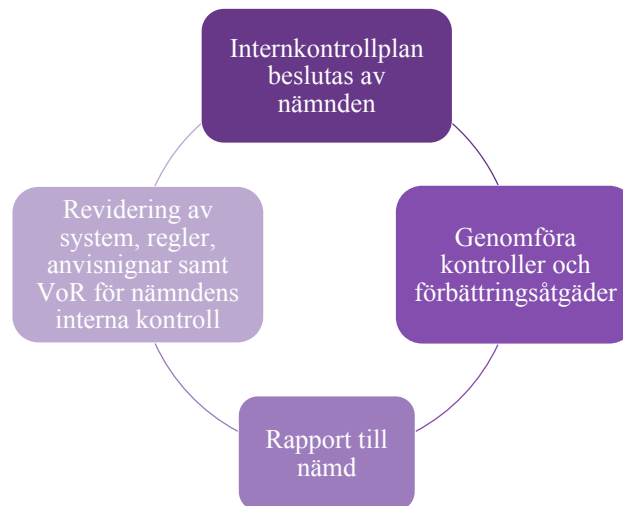 Internkontrollplan
beslutas av
nämnden
Genomföra
kontroller och
förbättringsåtgäder
Rapport till
nämd
Revidering av
system, regler,
anvisnignar samt
VoR för nämndens
interna kontroll